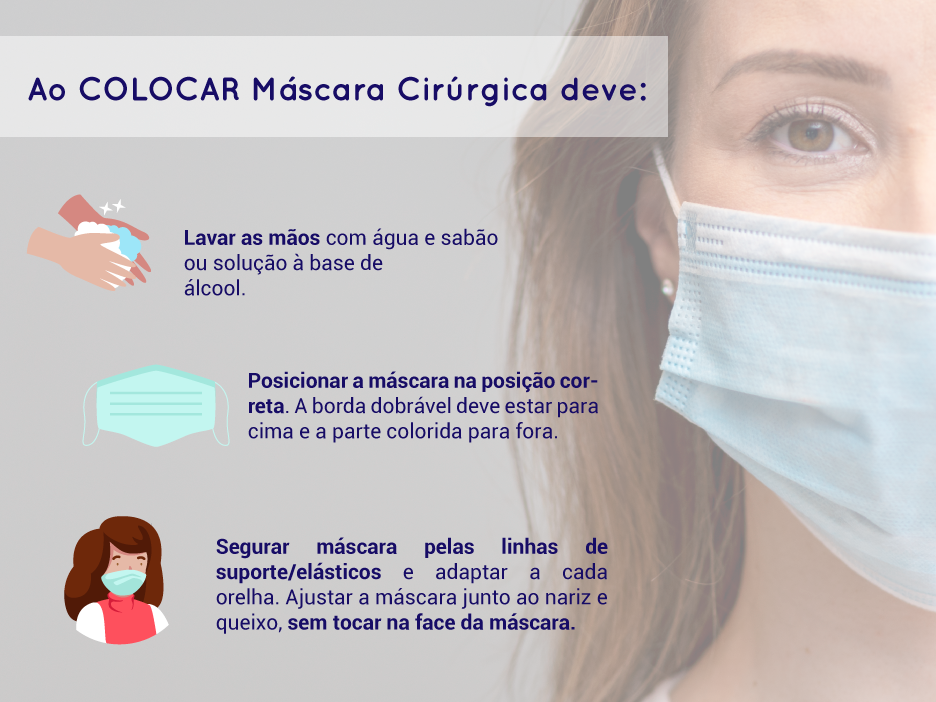 Ao COLOCAR Máscara Cirúrgica deve:
Lavar as mãos com água e sabão
ou solução à base de
álcool.
Posicionar a máscara na posição cor-
reta. A borda dobrável deve estar para
cima e a parte colorida para fora.
Segurar máscara pelas linhas de
suporte/elásticos e adaptar a cada
orelha. Ajustar a máscara junto ao nariz e
queixo, sem tocar na face da máscara.